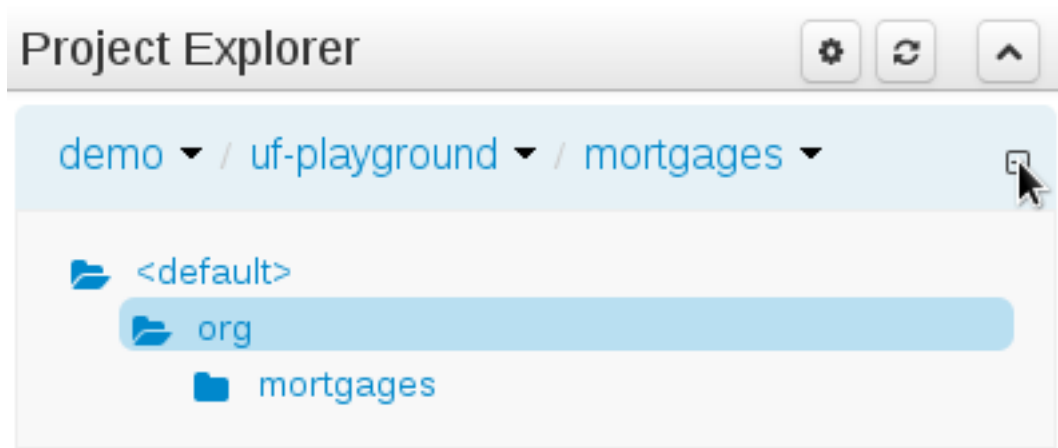 Project Explorer
demo / uf-playground / mortgages
<default>
org
mortgages